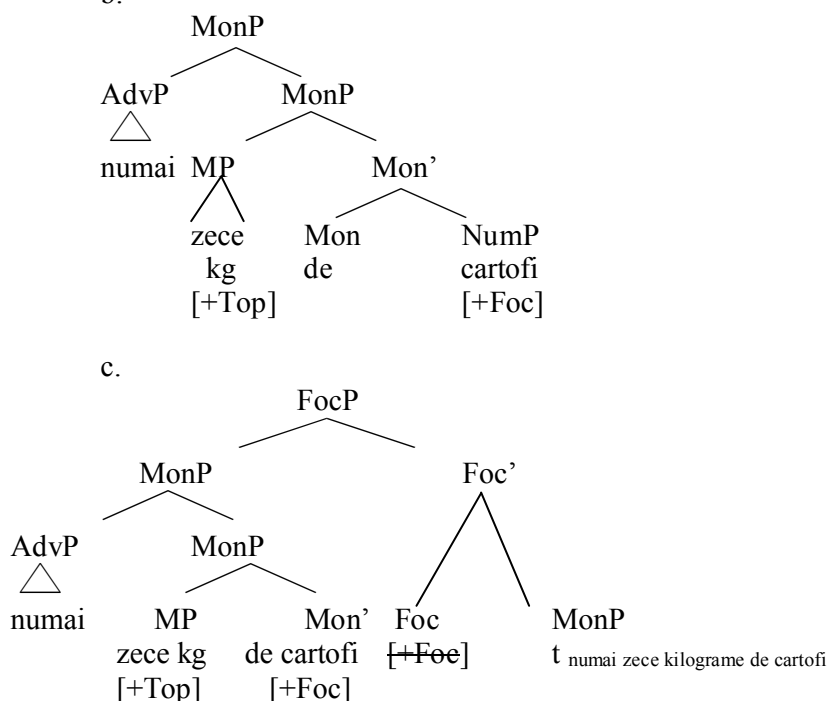 b.
MonP
AdvP MonP
numai MP Mon’
zece Mon NumP
kg de cartofi
[+Top] [+Foc]
c.
FocP
MonP Foc’
AdvP MonP
numai MP Mon’ Foc MonP
zece kg de cartofi [+Foc] t numai zece kilograme de cartofi
[+Top] [+Foc]